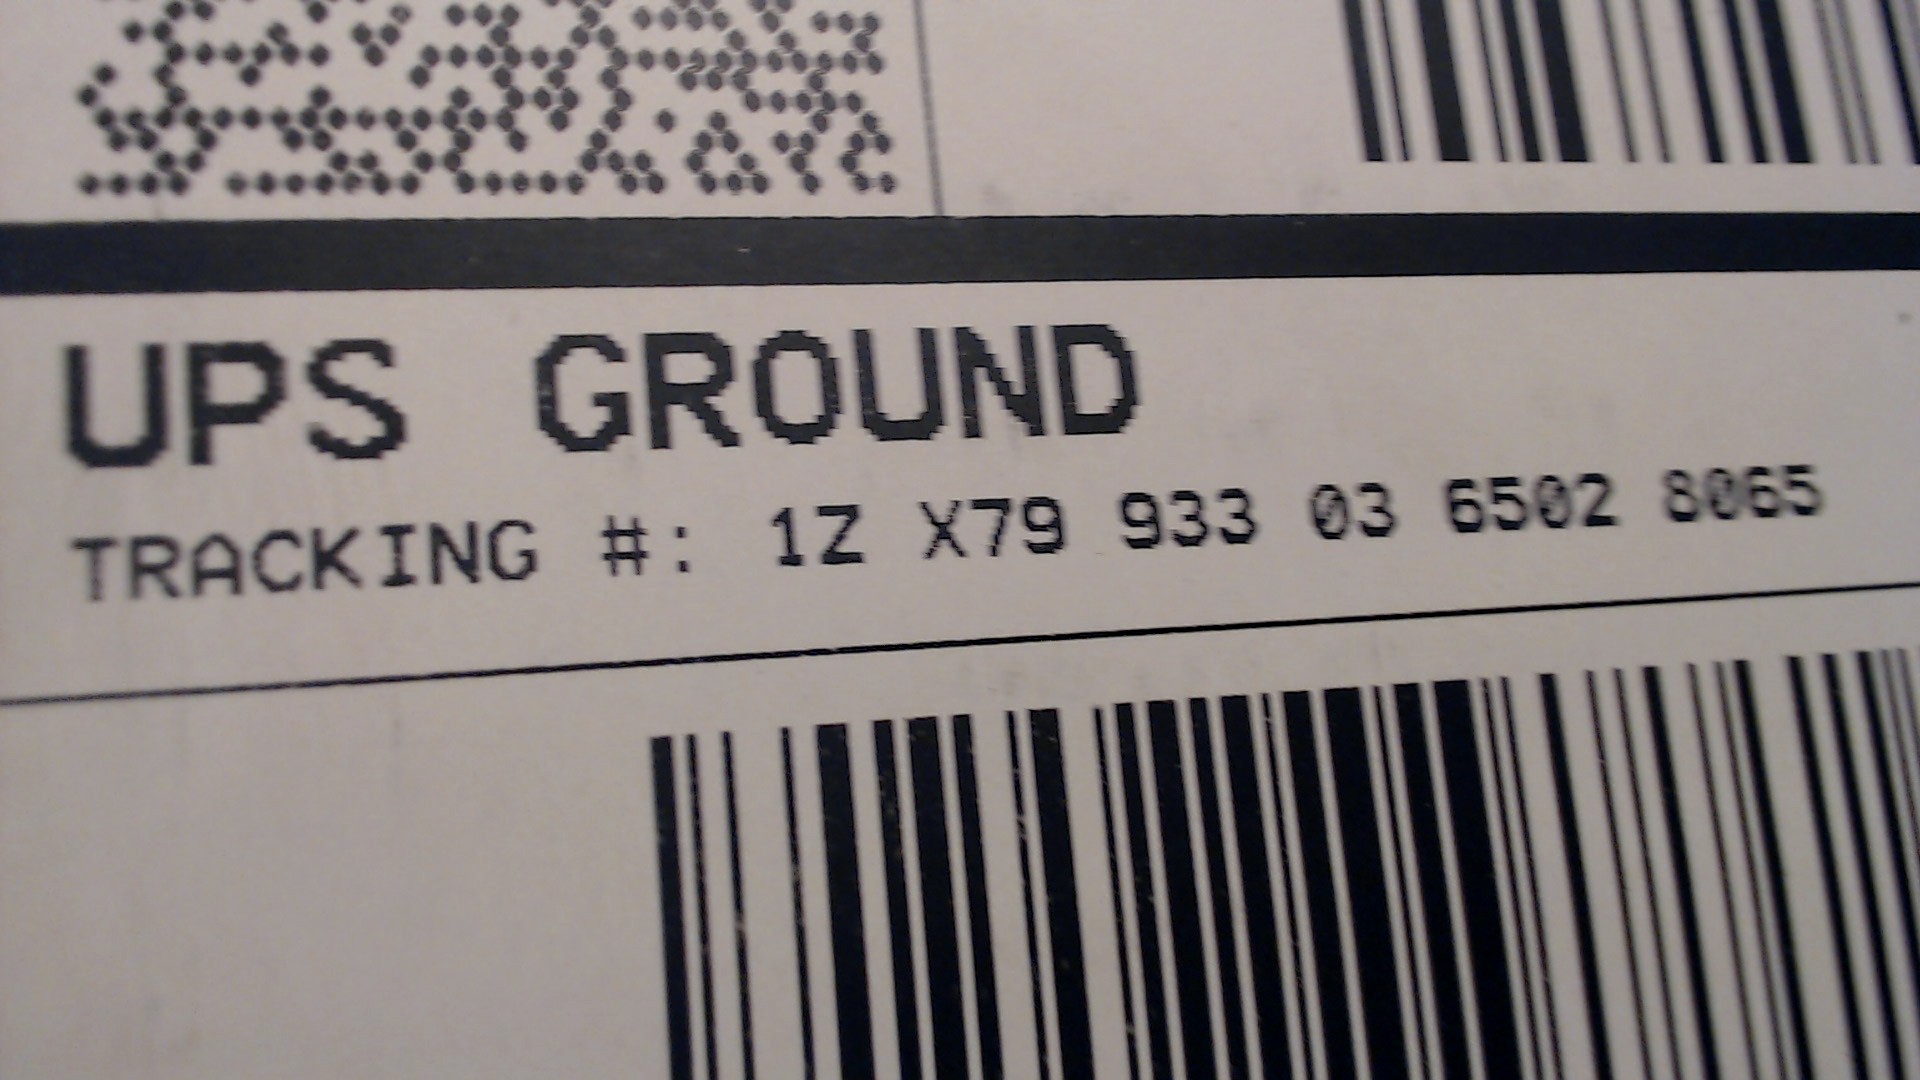 UPS GROUND
TRACKING #: 1Z X79 933 03 6502 8065